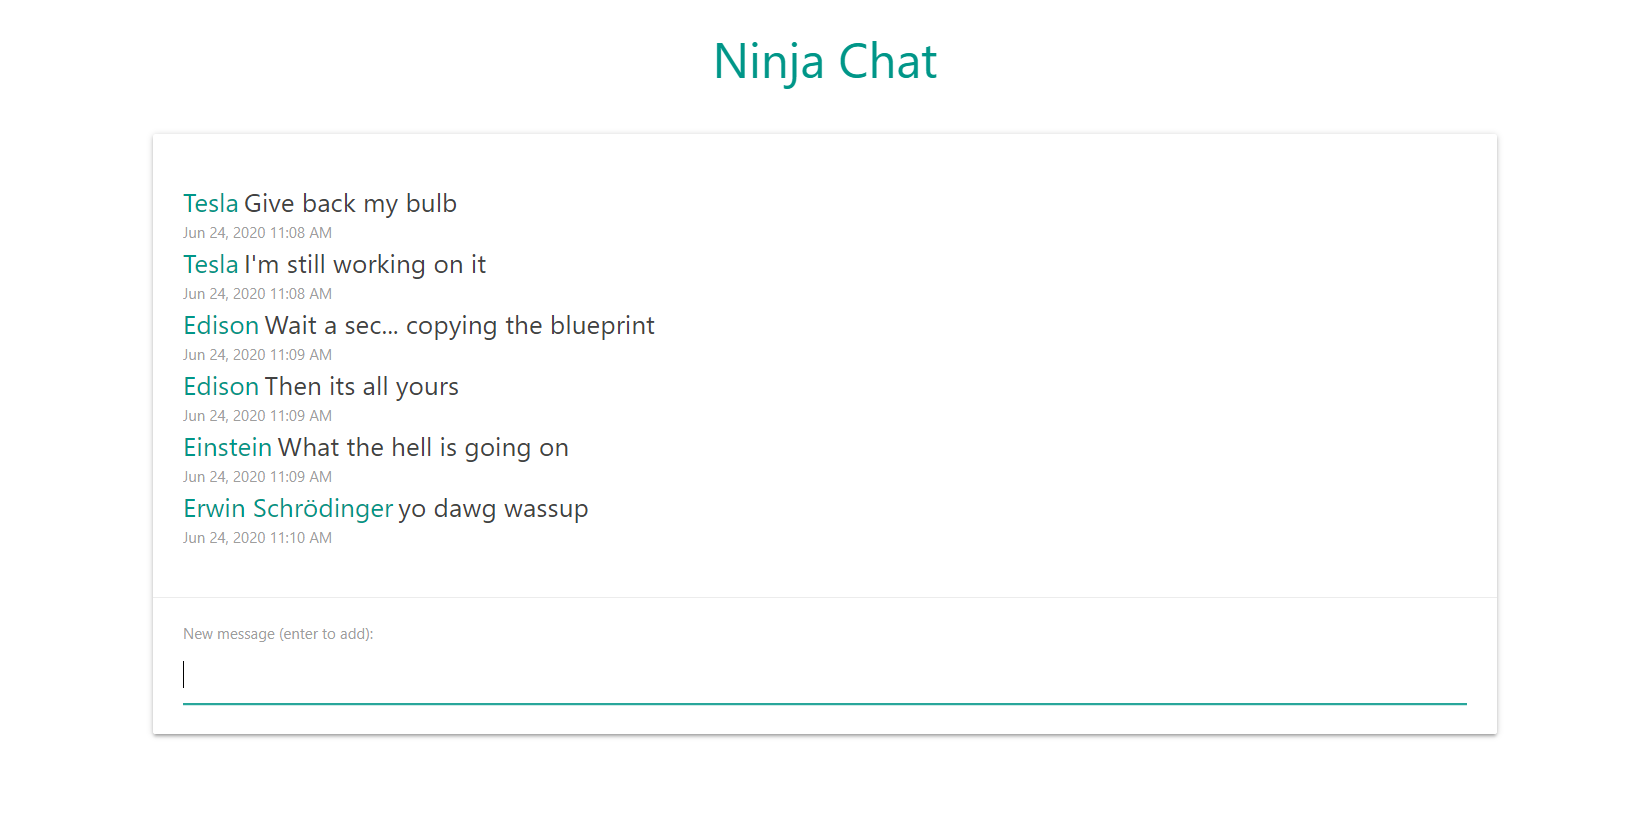 Ninja Chat
Tesla Give back my bulb
Jun 24, 2020 11:08 AM
Tesla I'm still working on it
Jun 24, 2020 11:08 AM
Edison Wait a sec... copying the blueprint
Jun 24, 2020 11:09 AM
Edison Then its all yours
Jun 24, 2020 11:09 AM
Einstein What the hell is going on
Jun 24, 2020 11:09 AM
Erwin Schrödinger yo dawg wassup
Jun 24, 2020 11:10 AM
New message (enter to add):